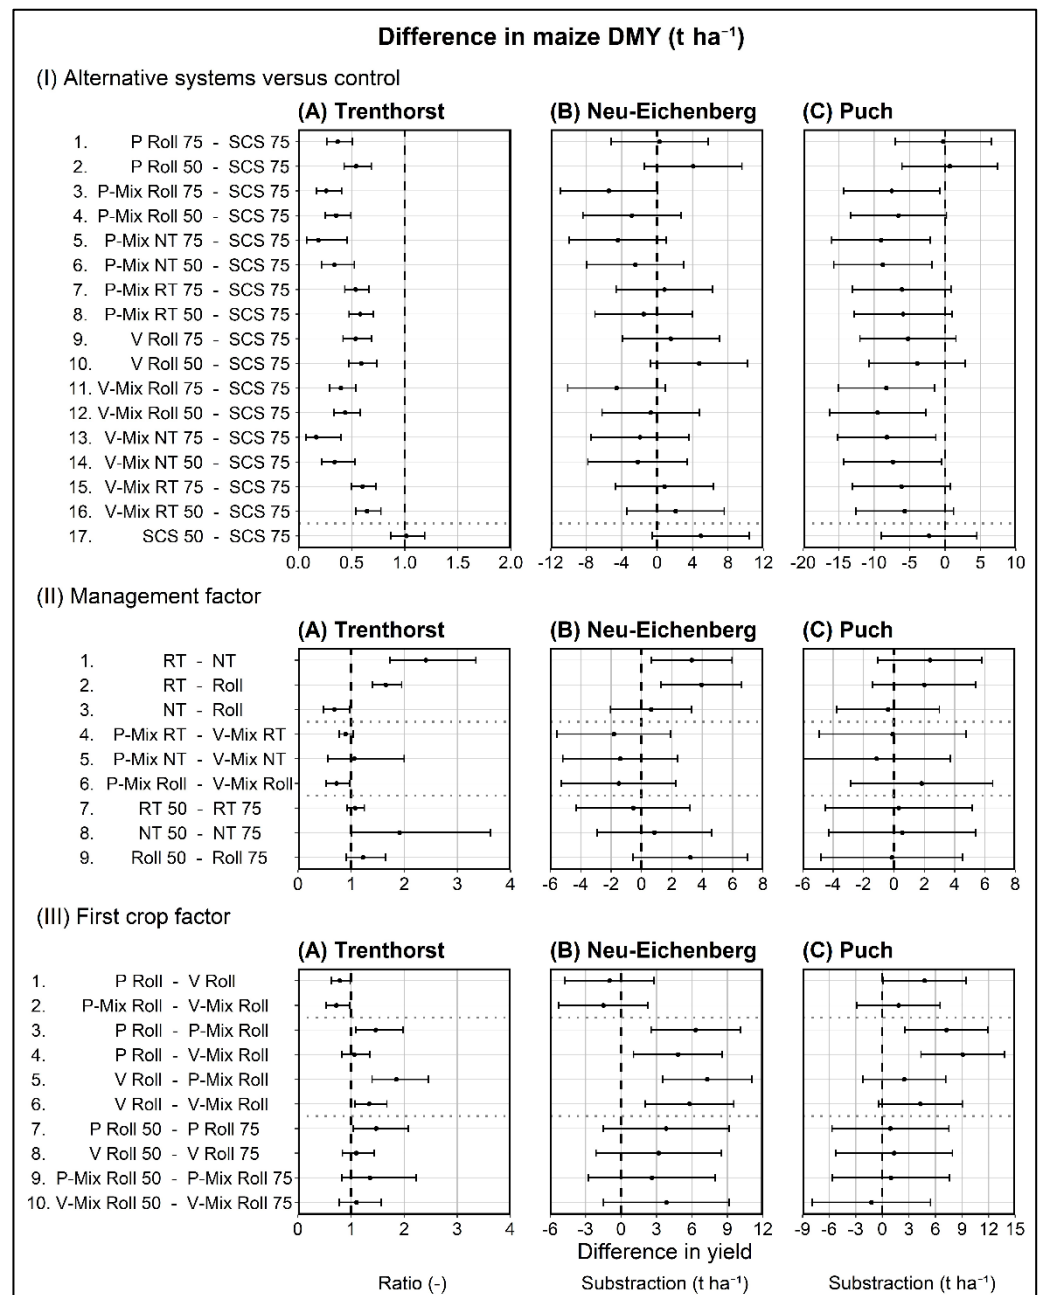 Difference in maize DMY (t ha⁻¹)
(I) Alternative systems versus control
(A) Trenthorst (B) Neu-Eichenberg (C) Puch
1. P Roll 75 - SCS 75
2. P Roll 50 - SCS 75
3. P-Mix Roll 75 - SCS 75
4. P-Mix Roll 50 - SCS 75
5. P-Mix NT 75 - SCS 75
6. P-Mix NT 50 - SCS 75
7. P-Mix RT 75 - SCS 75
8. P-Mix RT 50 - SCS 75
9. V Roll 75 - SCS 75
10. V Roll 50 - SCS 75
11. V-Mix Roll 75 - SCS 75
12. V-Mix Roll 50 - SCS 75
13. V-Mix NT 75 - SCS 75
14. V-Mix NT 50 - SCS 75
15. V-Mix RT 75 - SCS 75
16. V-Mix RT 50 - SCS 75
17. SCS 50 - SCS 75
0.0 0.5 1.0 1.5 2.0 -12 -8 -4 0 4 8 12 -20 -15 -10 -5 0 5 10
(II) Management factor
(A) Trenthorst (B) Neu-Eichenberg (C) Puch
1. RT - NT
2. RT - Roll
3. NT - Roll
4. P-Mix RT - V-Mix RT
5. P-Mix NT - V-Mix NT
6. P-Mix Roll - V-Mix Roll
7. RT 50 - RT 75
8. NT 50 - NT 75
9. Roll 50 - Roll 75
0 1 2 3 4 -6 -4 -2 0 2 4 6 8 -6 -4 -2 0 2 4 6 8
(III) First crop factor
(A) Trenthorst (B) Neu-Eichenberg (C) Puch
1. P Roll - V Roll
2. P-Mix Roll - V-Mix Roll
3. P Roll - P-Mix Roll
4. P Roll - V-Mix Roll
5. V Roll - P-Mix Roll
6. V Roll - V-Mix Roll
7. P Roll 50 - P Roll 75
8. V Roll 50 - V Roll 75
9. P-Mix Roll 50 - P-Mix Roll 75
10. V-Mix Roll 50 - V-Mix Roll 75
0 1 2 3 4 -6 -3 0 3 6 9 12 -9 -6 -3 0 3 6 9 12 15
Difference in yield
Ratio (-) Substraction (t ha⁻¹) Substraction (t ha⁻¹)